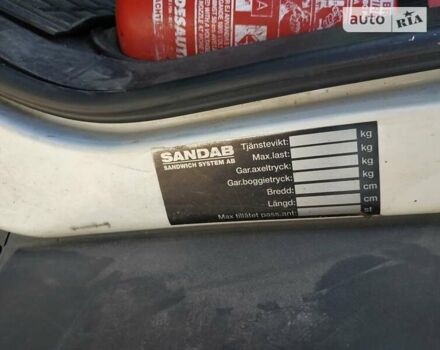 auto RIA
SANDAB
SANDWICH SYSTEM AB
Tjänstevikt: kg
Max.last: kg
Gar.axeltryck: kg
Gar.boggietryck: kg
Bredd: cm
Längd: cm
Max tillåtet pass.ant: st